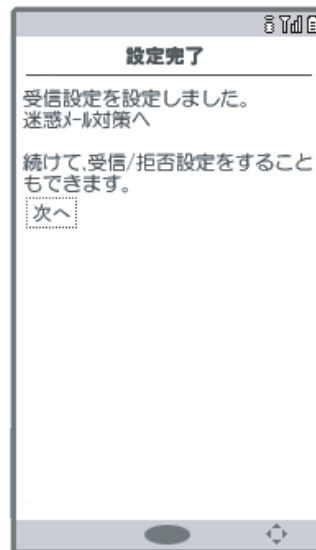 設定完了
受信設定を設定しました。
迷惑ﾒｰﾙ対策へ
続けて、受信/拒否設定をすること
もできます。
次へ